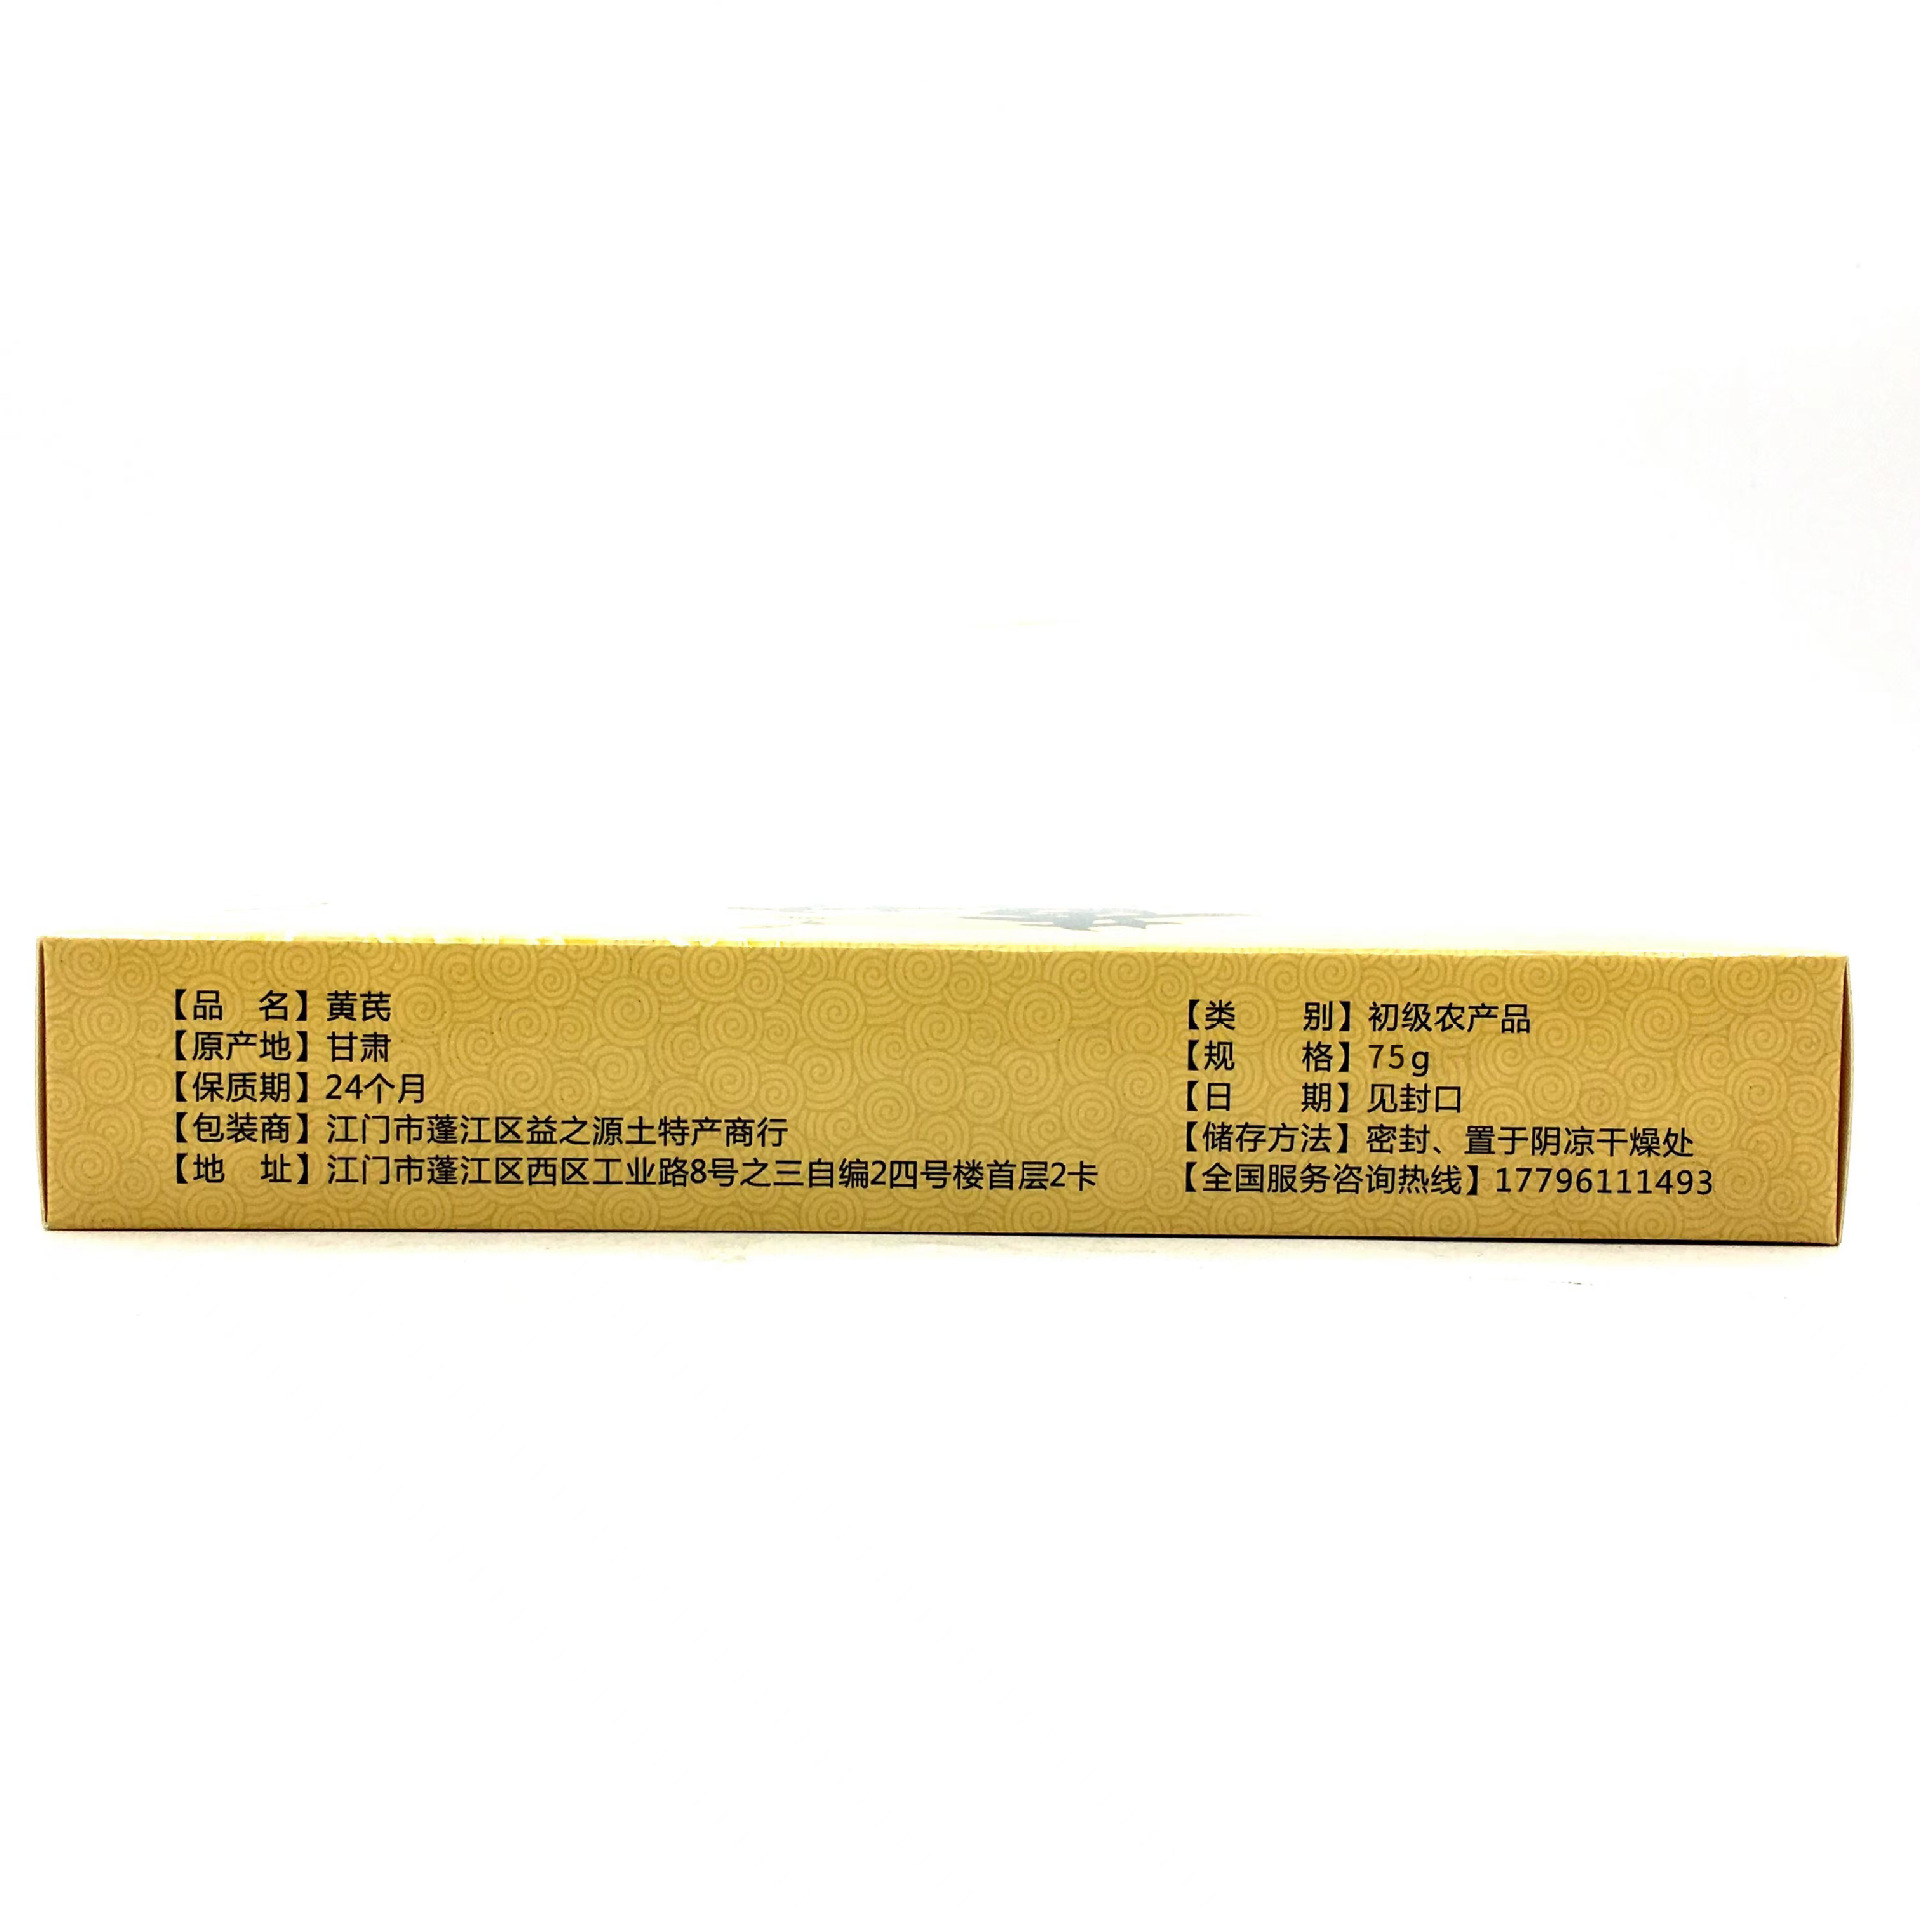 【品　名】黄芪
【原产地】甘肃
【保质期】24个月
【包装商】江门市蓬江区益之源土特产商行
【地　址】江门市蓬江区西区工业路8号之三自编2四号楼首层2卡
【类　　别】初级农产品
【规　　格】75g
【日　　期】见封口
【储存方法】密封、置于阴凉干燥处
【全国服务咨询热线】17796111493